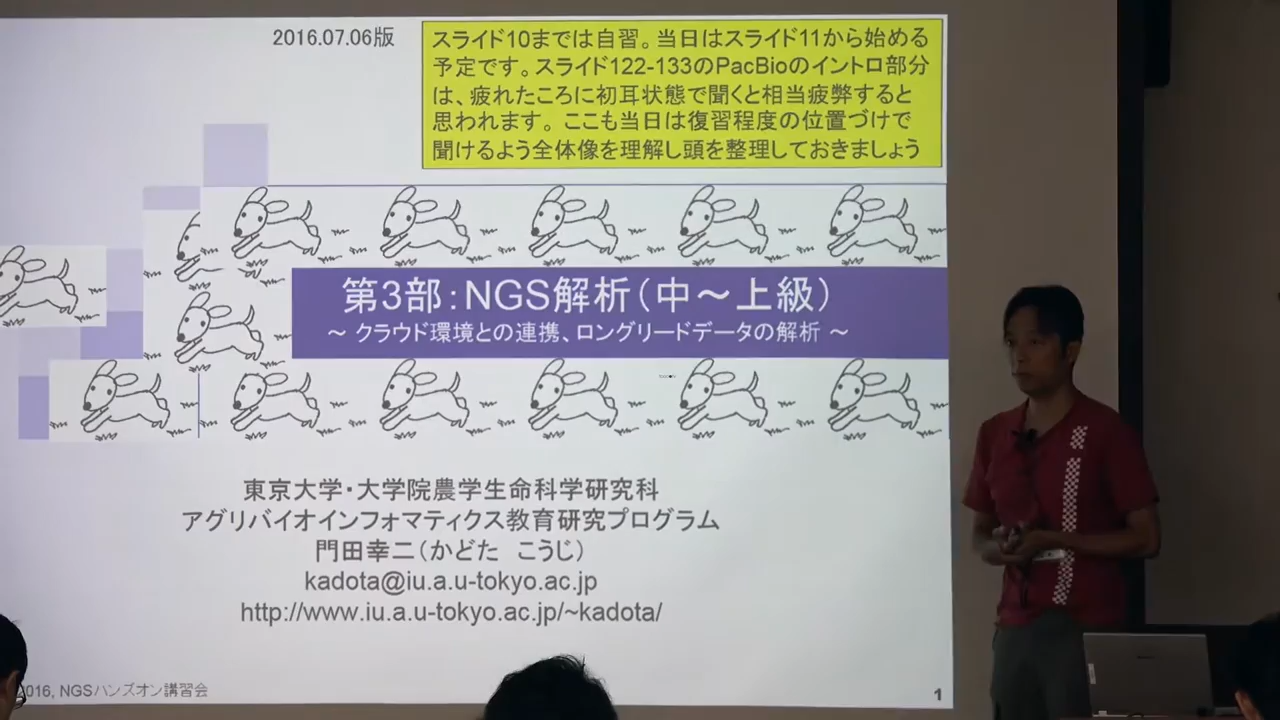 2016.07.06版
スライド10までは自習。当日はスライド11から始める
予定です。スライド122-133のPacBioのイントロ部分
は、疲れたころに初耳状態で聞くと相当疲弊すると
思われます。ここも当日は復習程度の位置づけで
聞けるよう全体像を理解し頭を整理しておきましょう
第3部:NGS解析(中~上級)
~ クラウド環境との連携、ロングリードデータの解析 ~
東京大学・大学院農学生命科学研究科
アグリバイオインフォマティクス教育研究プログラム
門田幸二(かどた こうじ)
kadota@iu.a.u-tokyo.ac.jp
http://www.iu.a.u-tokyo.ac.jp/~kadota/
2016, NGSハンズオン講習会
1